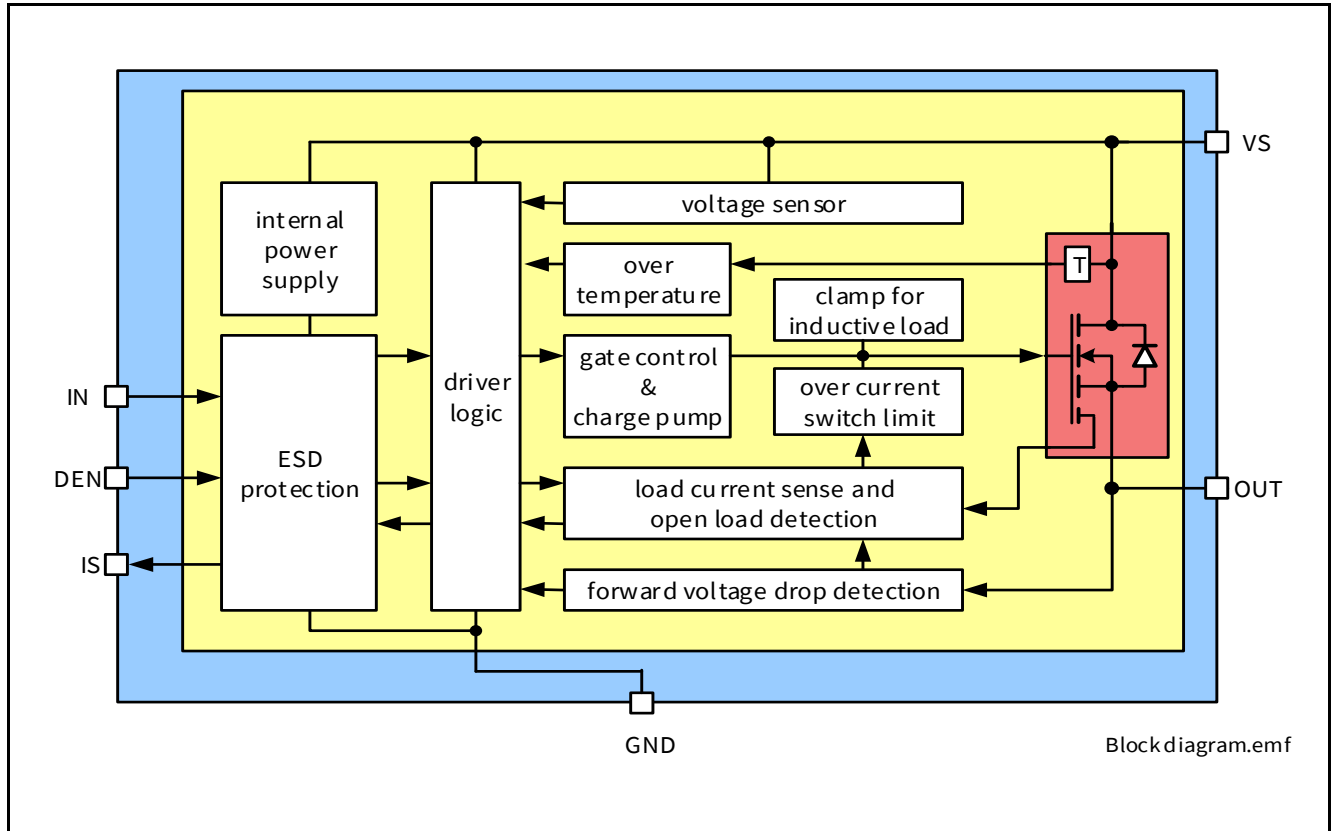 VS
voltage sensor
internal
power
supply
over
temperature
T
clamp for
inductive load
gate control
&
charge pump
driver
logic
over current
switch limit
IN
ESD
protection
DEN
load current sense and
open load detection
OUT
IS
forward voltage drop detection
GND
Blockdiagram.emf